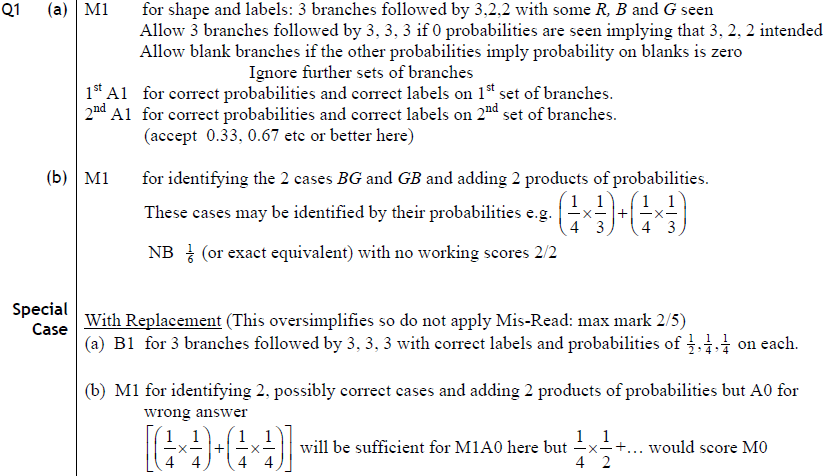 Q1 (a) M1 for shape and labels: 3 branches followed by 3,2,2 with some R, B and G seen
Allow 3 branches followed by 3, 3, 3 if 0 probabilities are seen implying that 3, 2, 2 intended
Allow blank branches if the other probabilities imply probability on blanks is zero
Ignore further sets of branches
1st A1 for correct probabilities and correct labels on 1st set of branches.
2nd A1 for correct probabilities and correct labels on 2nd set of branches.
(accept 0.33, 0.67 etc or better here)
(b) M1 for identifying the 2 cases BG and GB and adding 2 products of probabilities.
These cases may be identified by their probabilities e.g. (1/4 × 1/3) + (1/4 × 1/3)
NB 1/6 (or exact equivalent) with no working scores 2/2
Special
Case
With Replacement (This oversimplifies so do not apply Mis-Read: max mark 2/5)
(a) B1 for 3 branches followed by 3, 3, 3 with correct labels and probabilities of 1/2, 1/4, 1/4 on each.
(b) M1 for identifying 2, possibly correct cases and adding 2 products of probabilities but A0 for
wrong answer
[(1/4 × 1/4) + (1/4 × 1/4)] will be sufficient for M1A0 here but 1/4 × 1/2 + ... would score M0